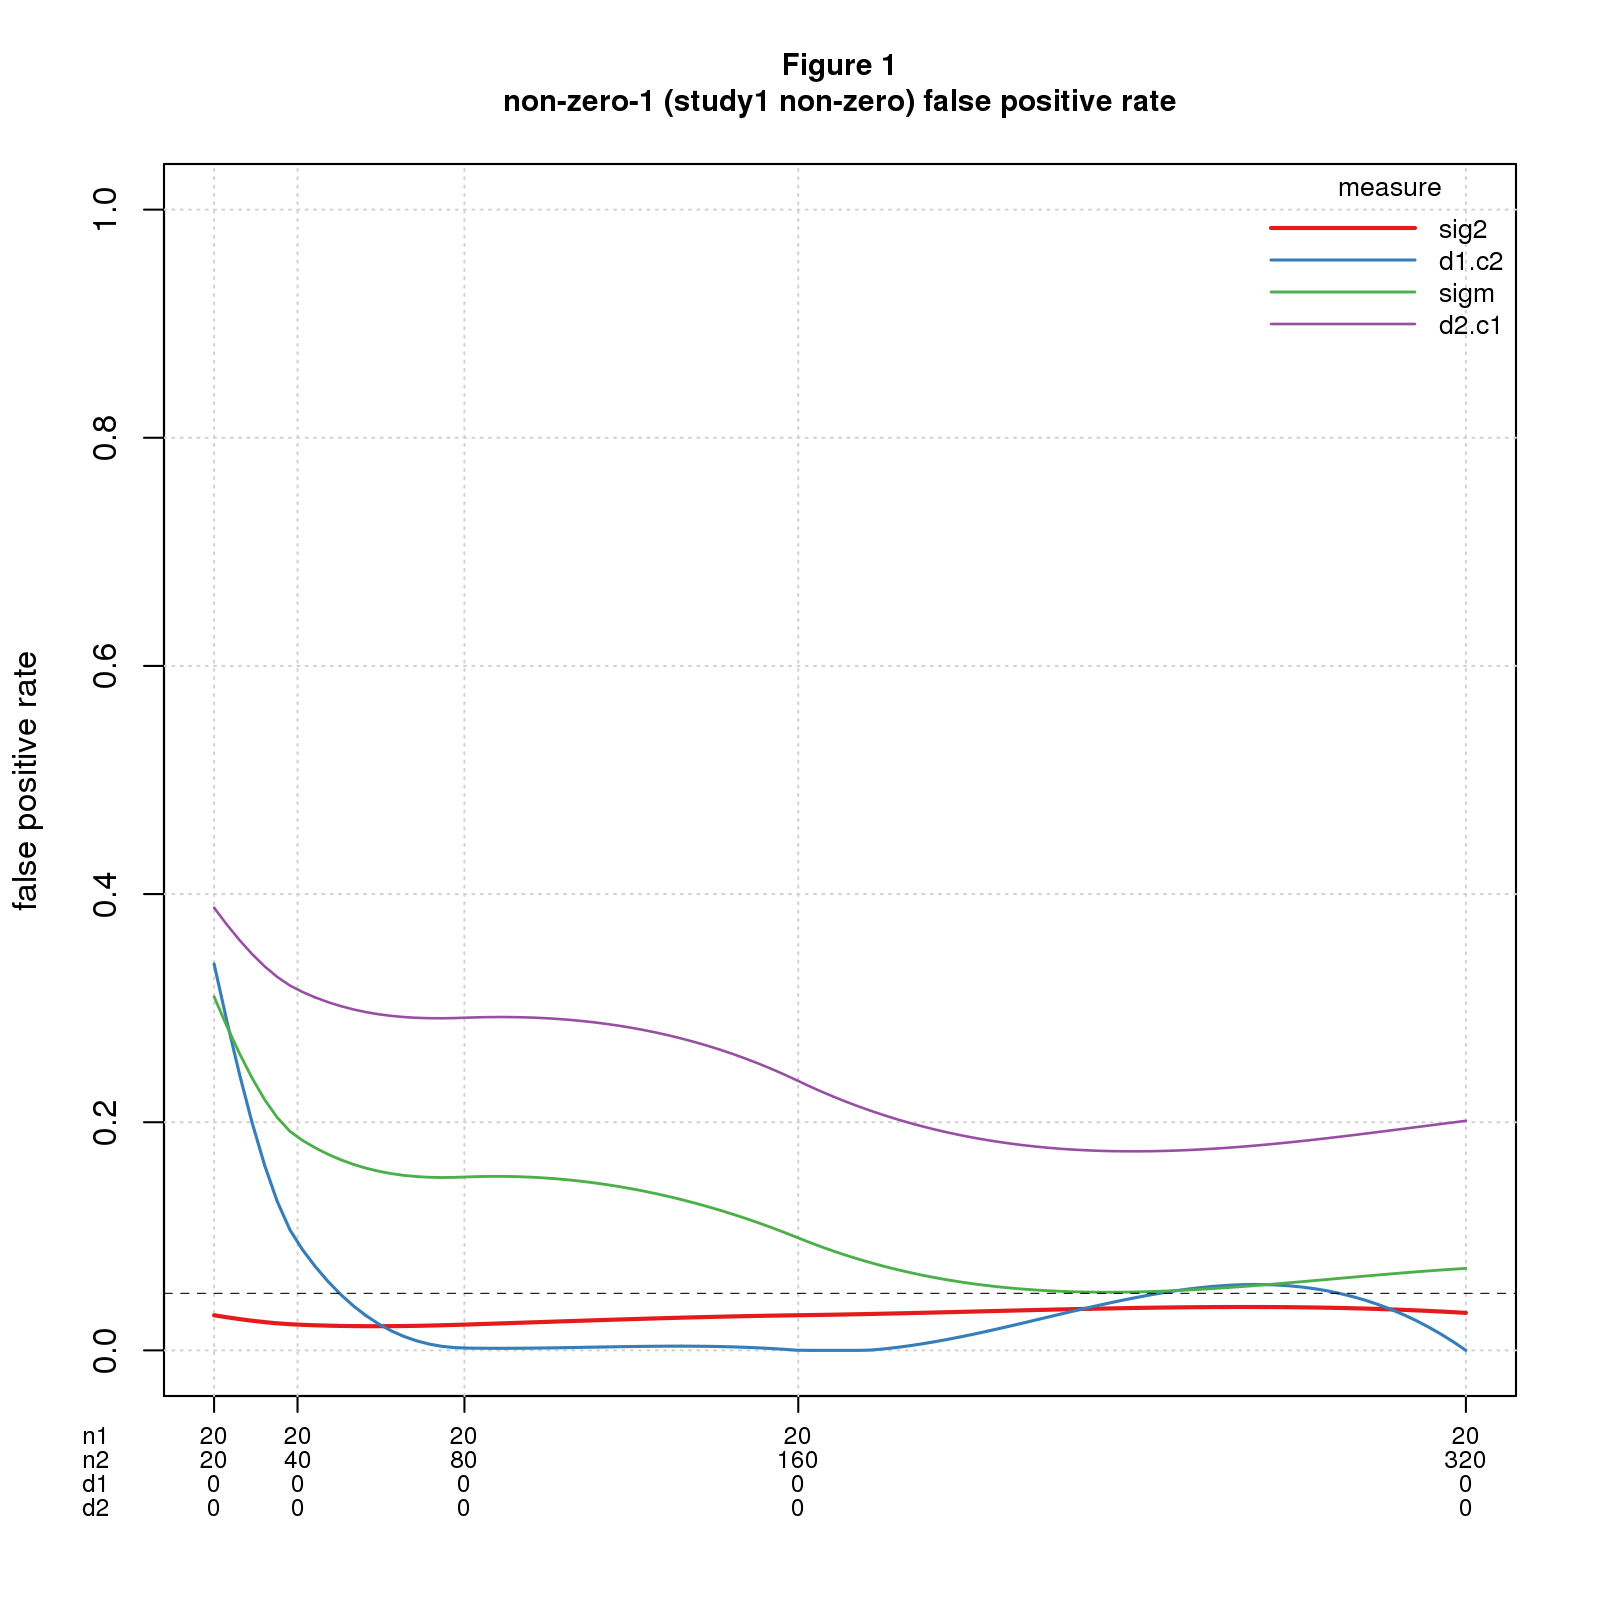 Figure 1
non-zero-1 (study1 non-zero) false positive rate
measure
sig2
d1.c2
sigm
d2.c1
false positive rate
1.0
0.8
0.6
0.4
0.2
0.0
n1 20 20 20 20 20
n2 20 40 80 160 320
d1 0 0 0 0 0
d2 0 0 0 0 0